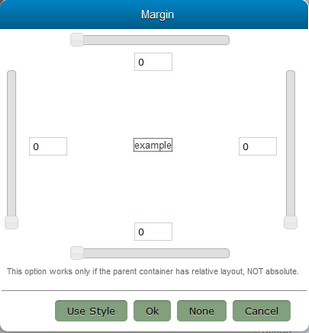 Margin
0
0 example 0
0
This option works only if the parent container has relative layout, NOT absolute.
Use Style Ok None Cancel